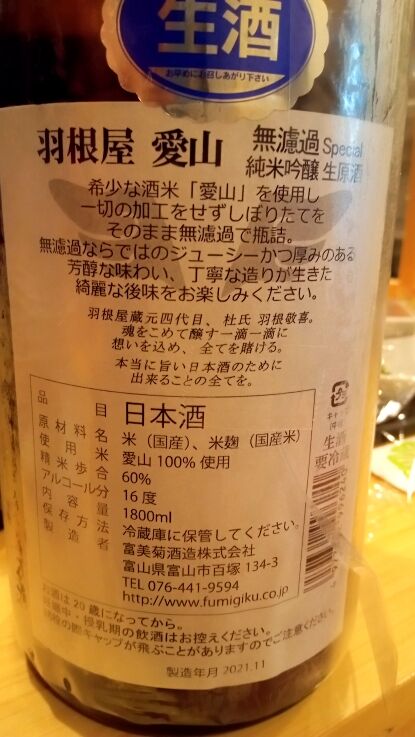 生酒
お早めにお召しあがり下さい
羽根屋 愛山 無濾過 Special
純米吟醸 生原酒
希少な酒米「愛山」を使用し
一切の加工をせずしぼりたてを
そのまま無濾過で瓶詰。
無濾過ならではのジューシーかつ厚みのある
芳醇な味わい、丁寧な造りが生きた
綺麗な後味をお楽しみください。
羽根屋蔵元四代目、杜氏 羽根敬喜。
魂をこめて醸す一滴一滴に
想いを込め、全てを賭ける。
本当に旨い日本酒のために
出来ることの全てを。
品目 日本酒
原材料名 米（国産）、米麹（国産米）
使用米 愛山 100% 使用
精米歩合 60%
アルコール分 16 度
内容量 1800ml
保存方法 冷蔵庫に保管してください。
製造者 富美菊酒造株式会社
富山県富山市百塚 134-3
TEL 076-441-9594
http://www.fumigiku.co.jp
生酒
要冷蔵
お酒は 20 歳になってから。
妊娠中・授乳期の飲酒はお控えください。
開栓の際キャップが飛ぶことがありますのでご注意ください。
製造年月 2021.11